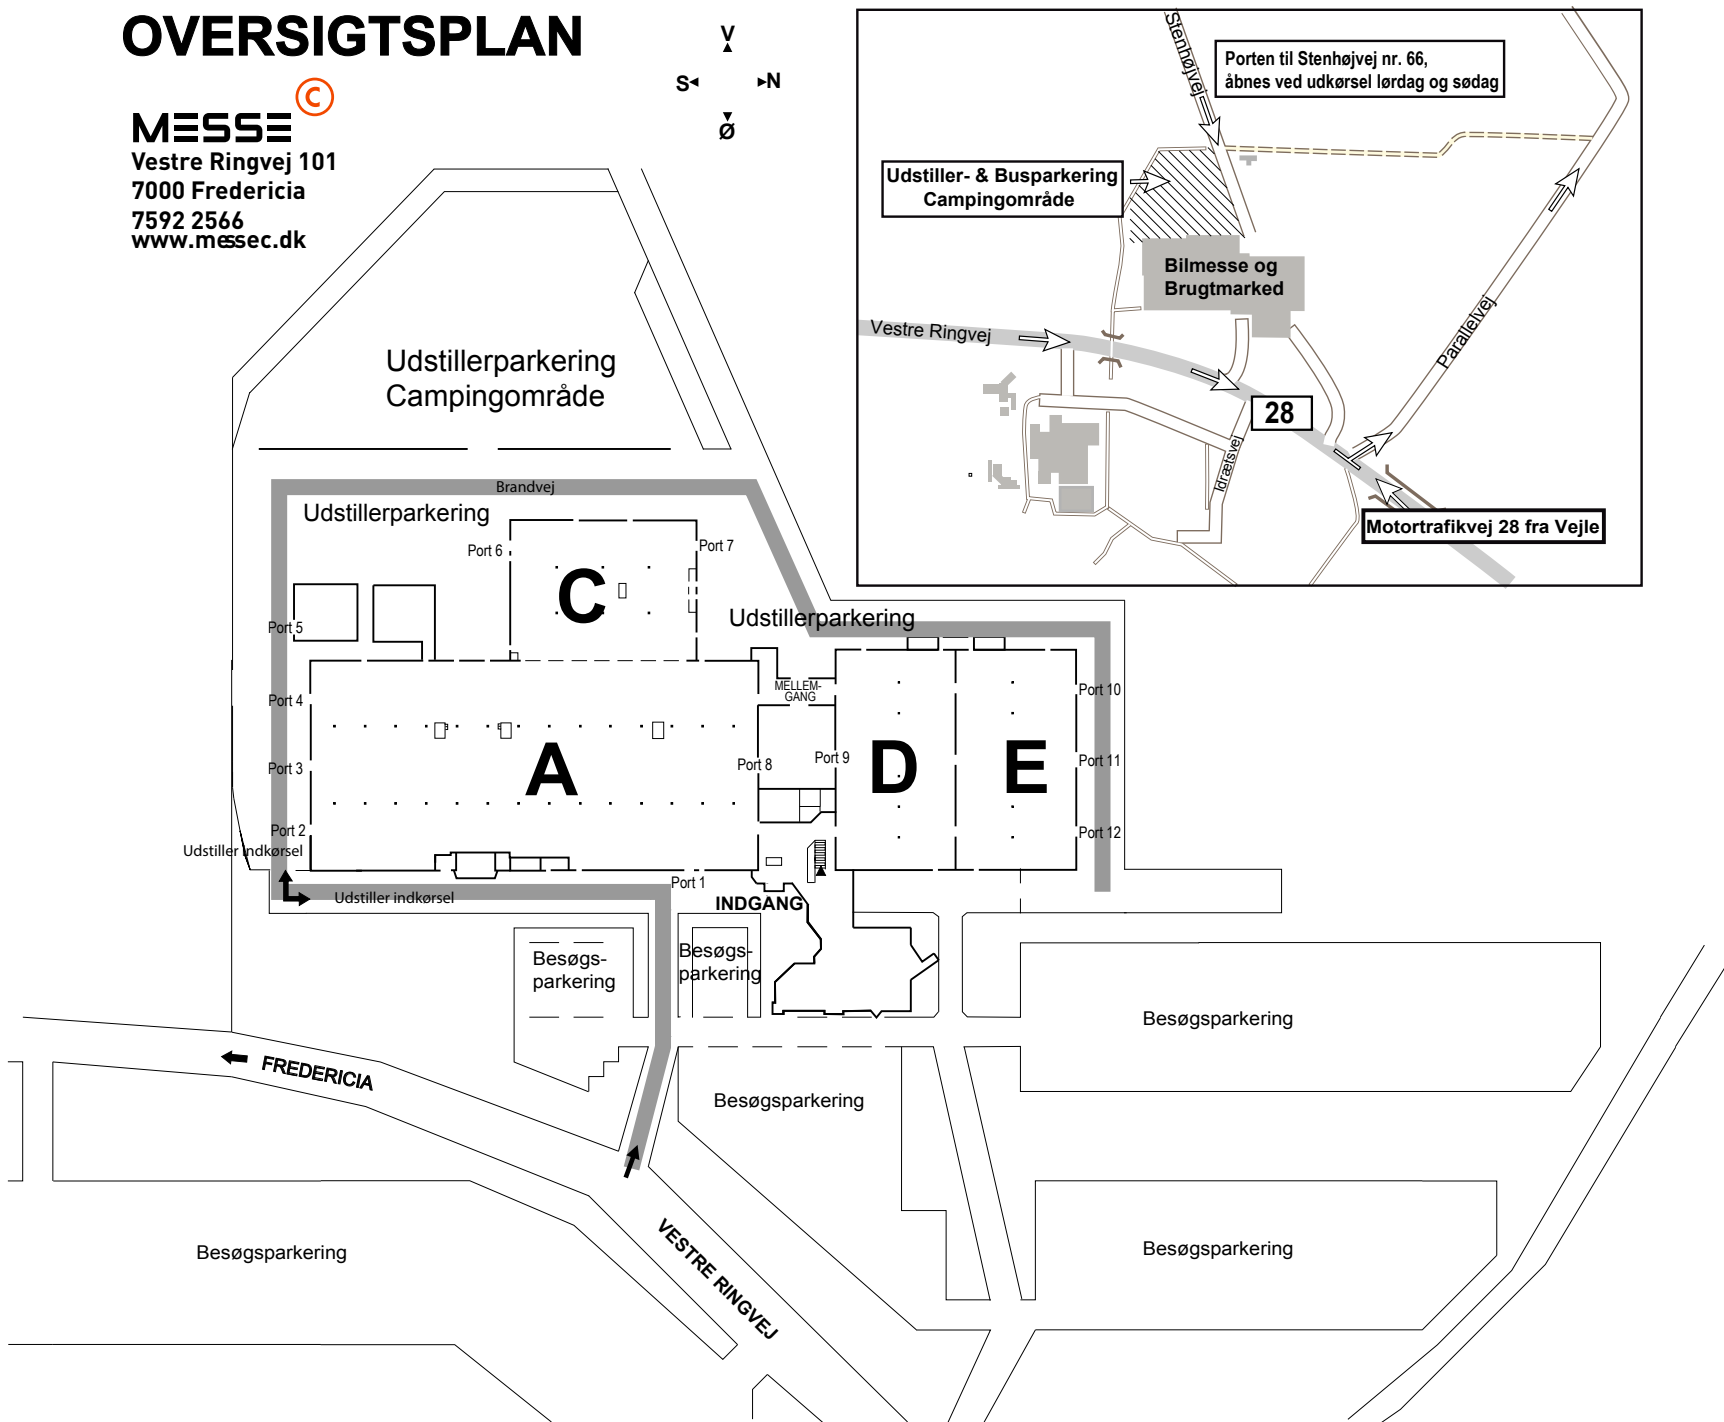 OVERSIGTSPLAN
C
MESSE
Vestre Ringvej 101
7000 Fredericia
7592 2566
www.messec.dk
V
S
N
Ø
Stenhøjvej
Porten til Stenhøjvej nr. 66,
åbnes ved udkørsel lørdag og sødag
Udstiller- & Busparkering
Campingområde
Bilmesse og
Brugtmarked
Vestre Ringvej
Parallelvej
28
Idrætsvej
Motortrafikvej 28 fra Vejle
Udstillerparkering
Campingområde
Brandvej
Udstillerparkering
Port 6
Port 7
C
Udstillerparkering
Port 5
Port 4
MELLEM-
GANG
Port 10
Port 3
A
Port 8
Port 9
D
E
Port 11
Port 2
Port 12
Udstiller indkørsel
Udstiller indkørsel
Port 1
INDGANG
Besøgs-
parkering
Besøgs-
parkering
Besøgsparkering
FREDERICIA
Besøgsparkering
VESTRE RINGVEJ
Besøgsparkering
Besøgsparkering